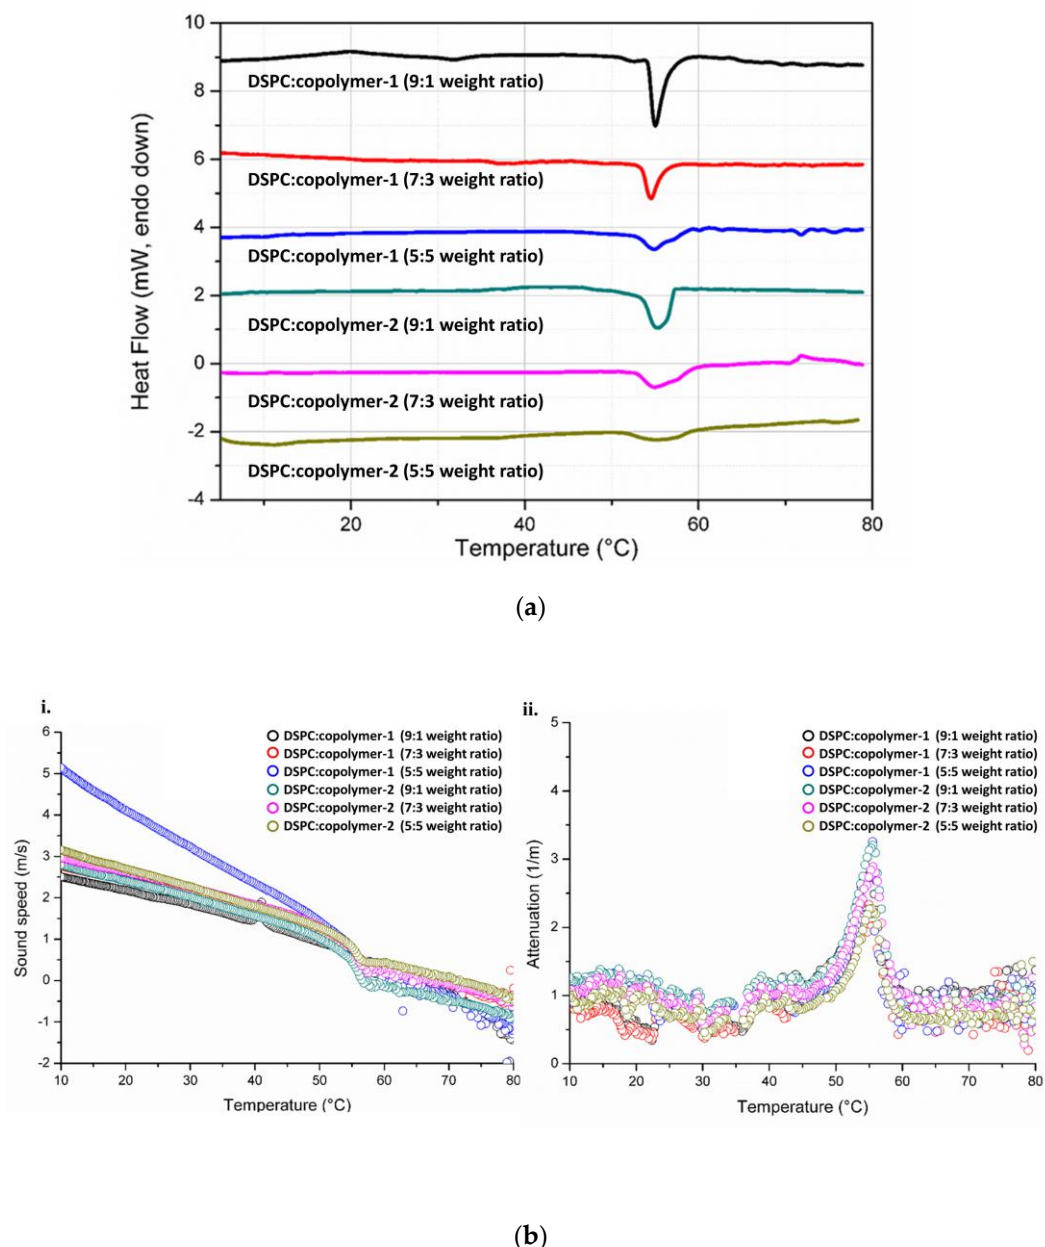 10
8
6
4
2
0
-2
-4
Heat Flow (mW, endo down)
DSPC:copolymer-1 (9:1 weight ratio)
DSPC:copolymer-1 (7:3 weight ratio)
DSPC:copolymer-1 (5:5 weight ratio)
DSPC:copolymer-2 (9:1 weight ratio)
DSPC:copolymer-2 (7:3 weight ratio)
DSPC:copolymer-2 (5:5 weight ratio)
20 40 60 80
Temperature (°C)
(a)
i.
6
5
4
3
2
1
0
-1
-2
Sound speed (m/s)
DSPC:copolymer-1 (9:1 weight ratio)
DSPC:copolymer-1 (7:3 weight ratio)
DSPC:copolymer-1 (5:5 weight ratio)
DSPC:copolymer-2 (9:1 weight ratio)
DSPC:copolymer-2 (7:3 weight ratio)
DSPC:copolymer-2 (5:5 weight ratio)
10 20 30 40 50 60 70 80
Temperature (°C)
ii.
5
4
3
2
1
0
Attenuation (1/m)
DSPC:copolymer-1 (9:1 weight ratio)
DSPC:copolymer-1 (7:3 weight ratio)
DSPC:copolymer-1 (5:5 weight ratio)
DSPC:copolymer-2 (9:1 weight ratio)
DSPC:copolymer-2 (7:3 weight ratio)
DSPC:copolymer-2 (5:5 weight ratio)
10 20 30 40 50 60 70 80
Temperature (°C)
(b)